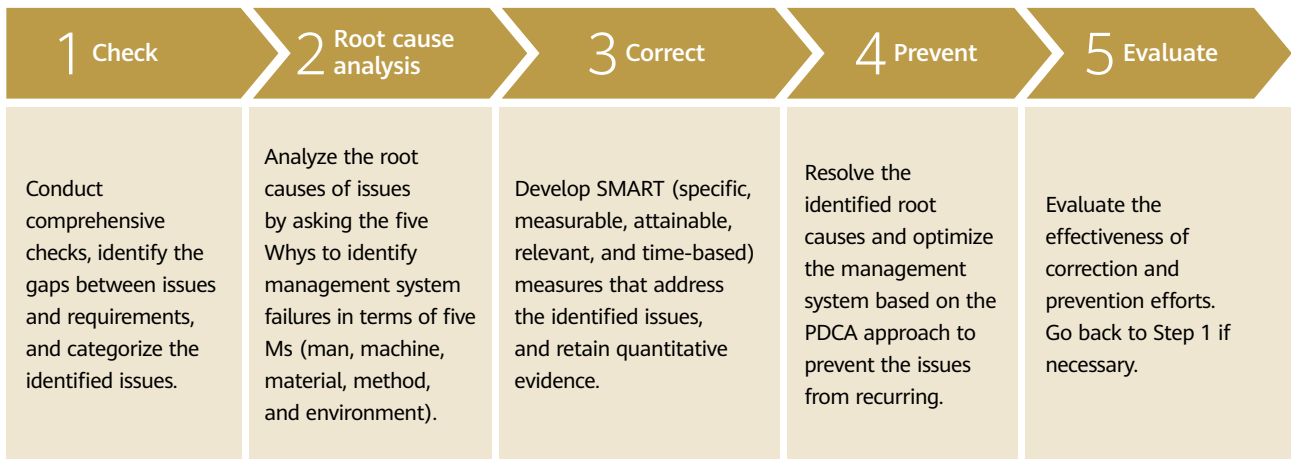 1 Check
2 Root cause
analysis
3 Correct
4 Prevent
5 Evaluate
Conduct
comprehensive
checks, identify the
gaps between issues
and requirements,
and categorize the
identified issues.
Analyze the root
causes of issues
by asking the five
Whys to identify
management system
failures in terms of five
Ms (man, machine,
material, method,
and environment).
Develop SMART (specific,
measurable, attainable,
relevant, and time-based)
measures that address
the identified issues,
and retain quantitative
evidence.
Resolve the
identified root
causes and optimize
the management
system based on the
PDCA approach to
prevent the issues
from recurring.
Evaluate the
effectiveness of
correction and
prevention efforts.
Go back to Step 1 if
necessary.